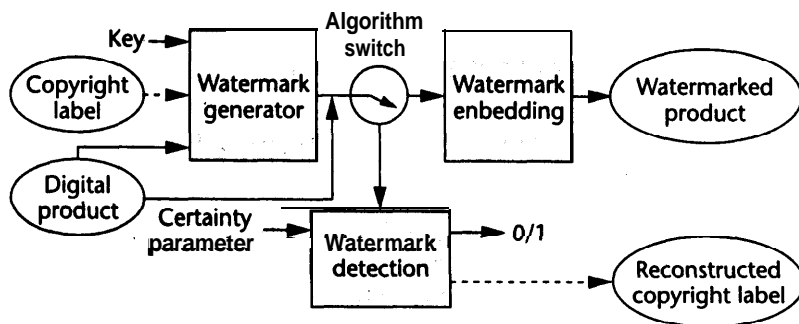 Algorithm
switch
Key
Copyright
label
Watermark
generator
Watermark
enbedding
Watermarked
product
Digital
product
Certainty
parameter
Watermark
detection
0/1
Reconstructed
copyright label